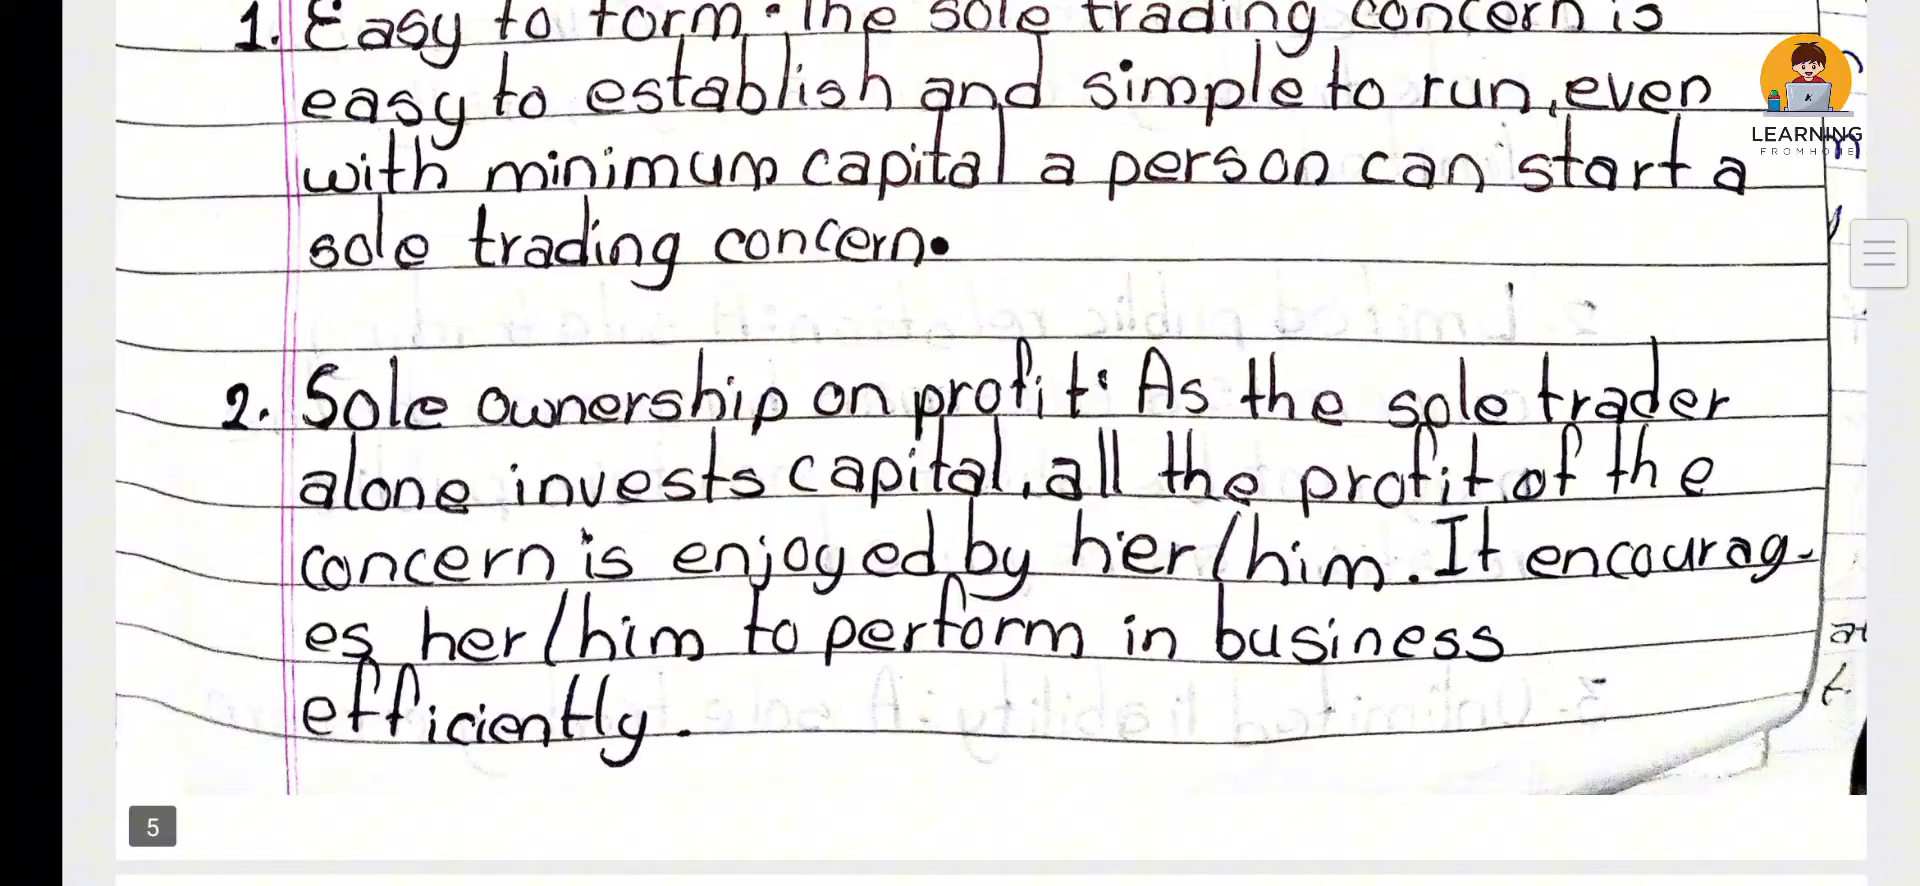 1. Easy to form: The sole trading concern is
easy to establish and simple to run, even
with minimum capital a person can start a
sole trading concern.
2. Sole ownership on profit: As the sole trader
alone invests capital, all the profit of the
concern is enjoyed by her/him. It encourag-
es her/him to perform in business
efficiently.
LEARNING
FROM HOME
5